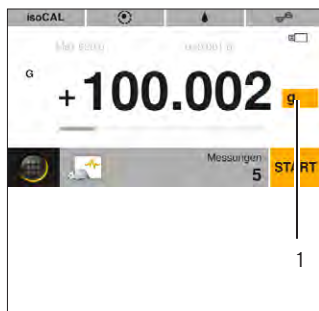 isoCAL
G
+ 100.002 g
Messungen
5
START
1